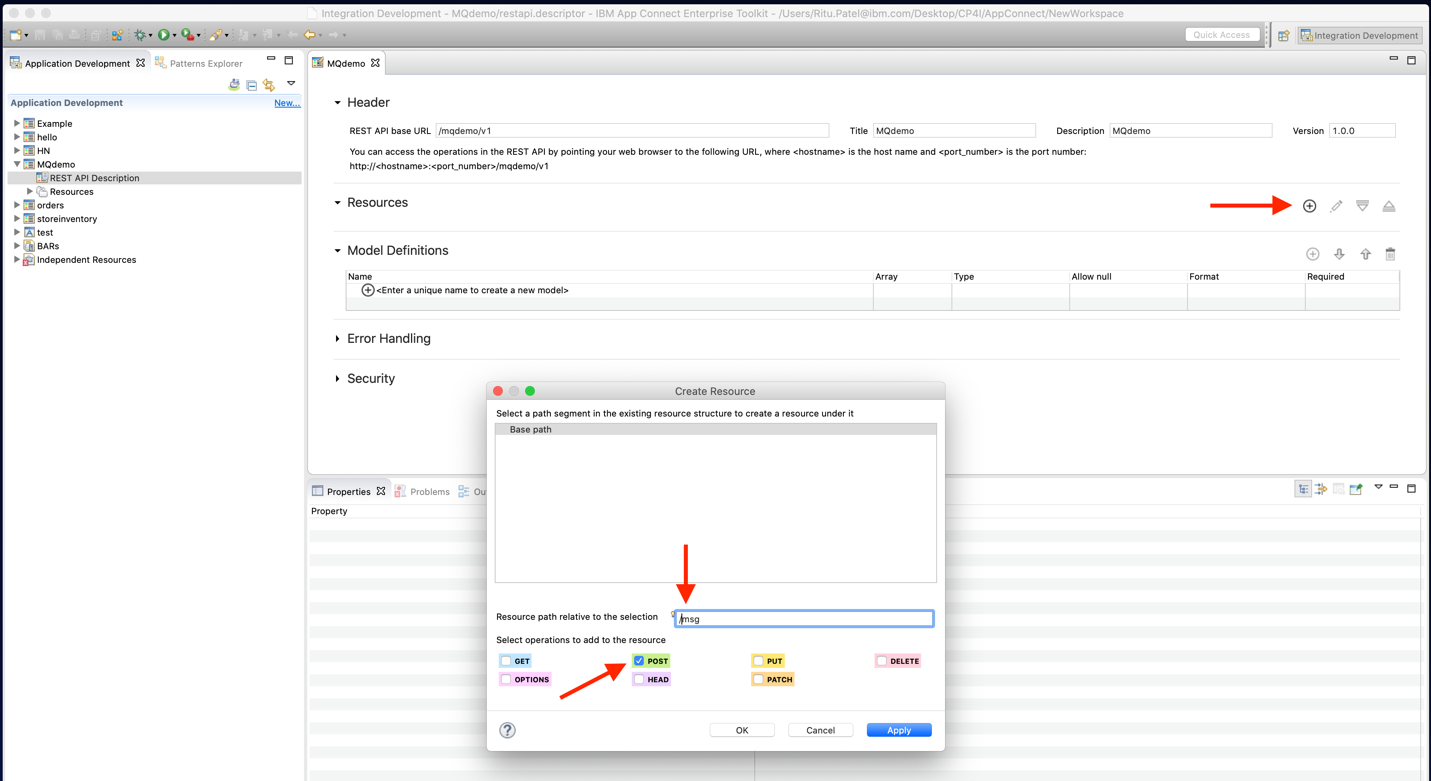 Integration Development - MQdemo/restapi.descriptor - IBM App Connect Enterprise Toolkit - /Users/Ritu.Patel@ibm.com/Desktop/CP4I/AppConnect/NewWorkspace
Quick Access
Integration Development
Application Development
Patterns Explorer
Application Development
New...
Example
hello
HN
MQdemo
REST API Description
Resources
orders
storeinventory
test
BARs
Independent Resources
MQdemo
Header
REST API base URL /mqdemo/v1 Title MQdemo Description MQdemo Version 1.0.0
You can access the operations in the REST API by pointing your web browser to the following URL, where <hostname> is the host name and <port_number> is the port number:
http://<hostname>:<port_number>/mqdemo/v1
Resources
Model Definitions
Name Array Type Allow null Format Required
<Enter a unique name to create a new model>
Error Handling
Security
Properties Problems Ou
Property
Create Resource
Select a path segment in the existing resource structure to create a resource under it
Base path
Resource path relative to the selection /msg
Select operations to add to the resource
GET POST PUT DELETE
OPTIONS HEAD PATCH
? OK Cancel Apply